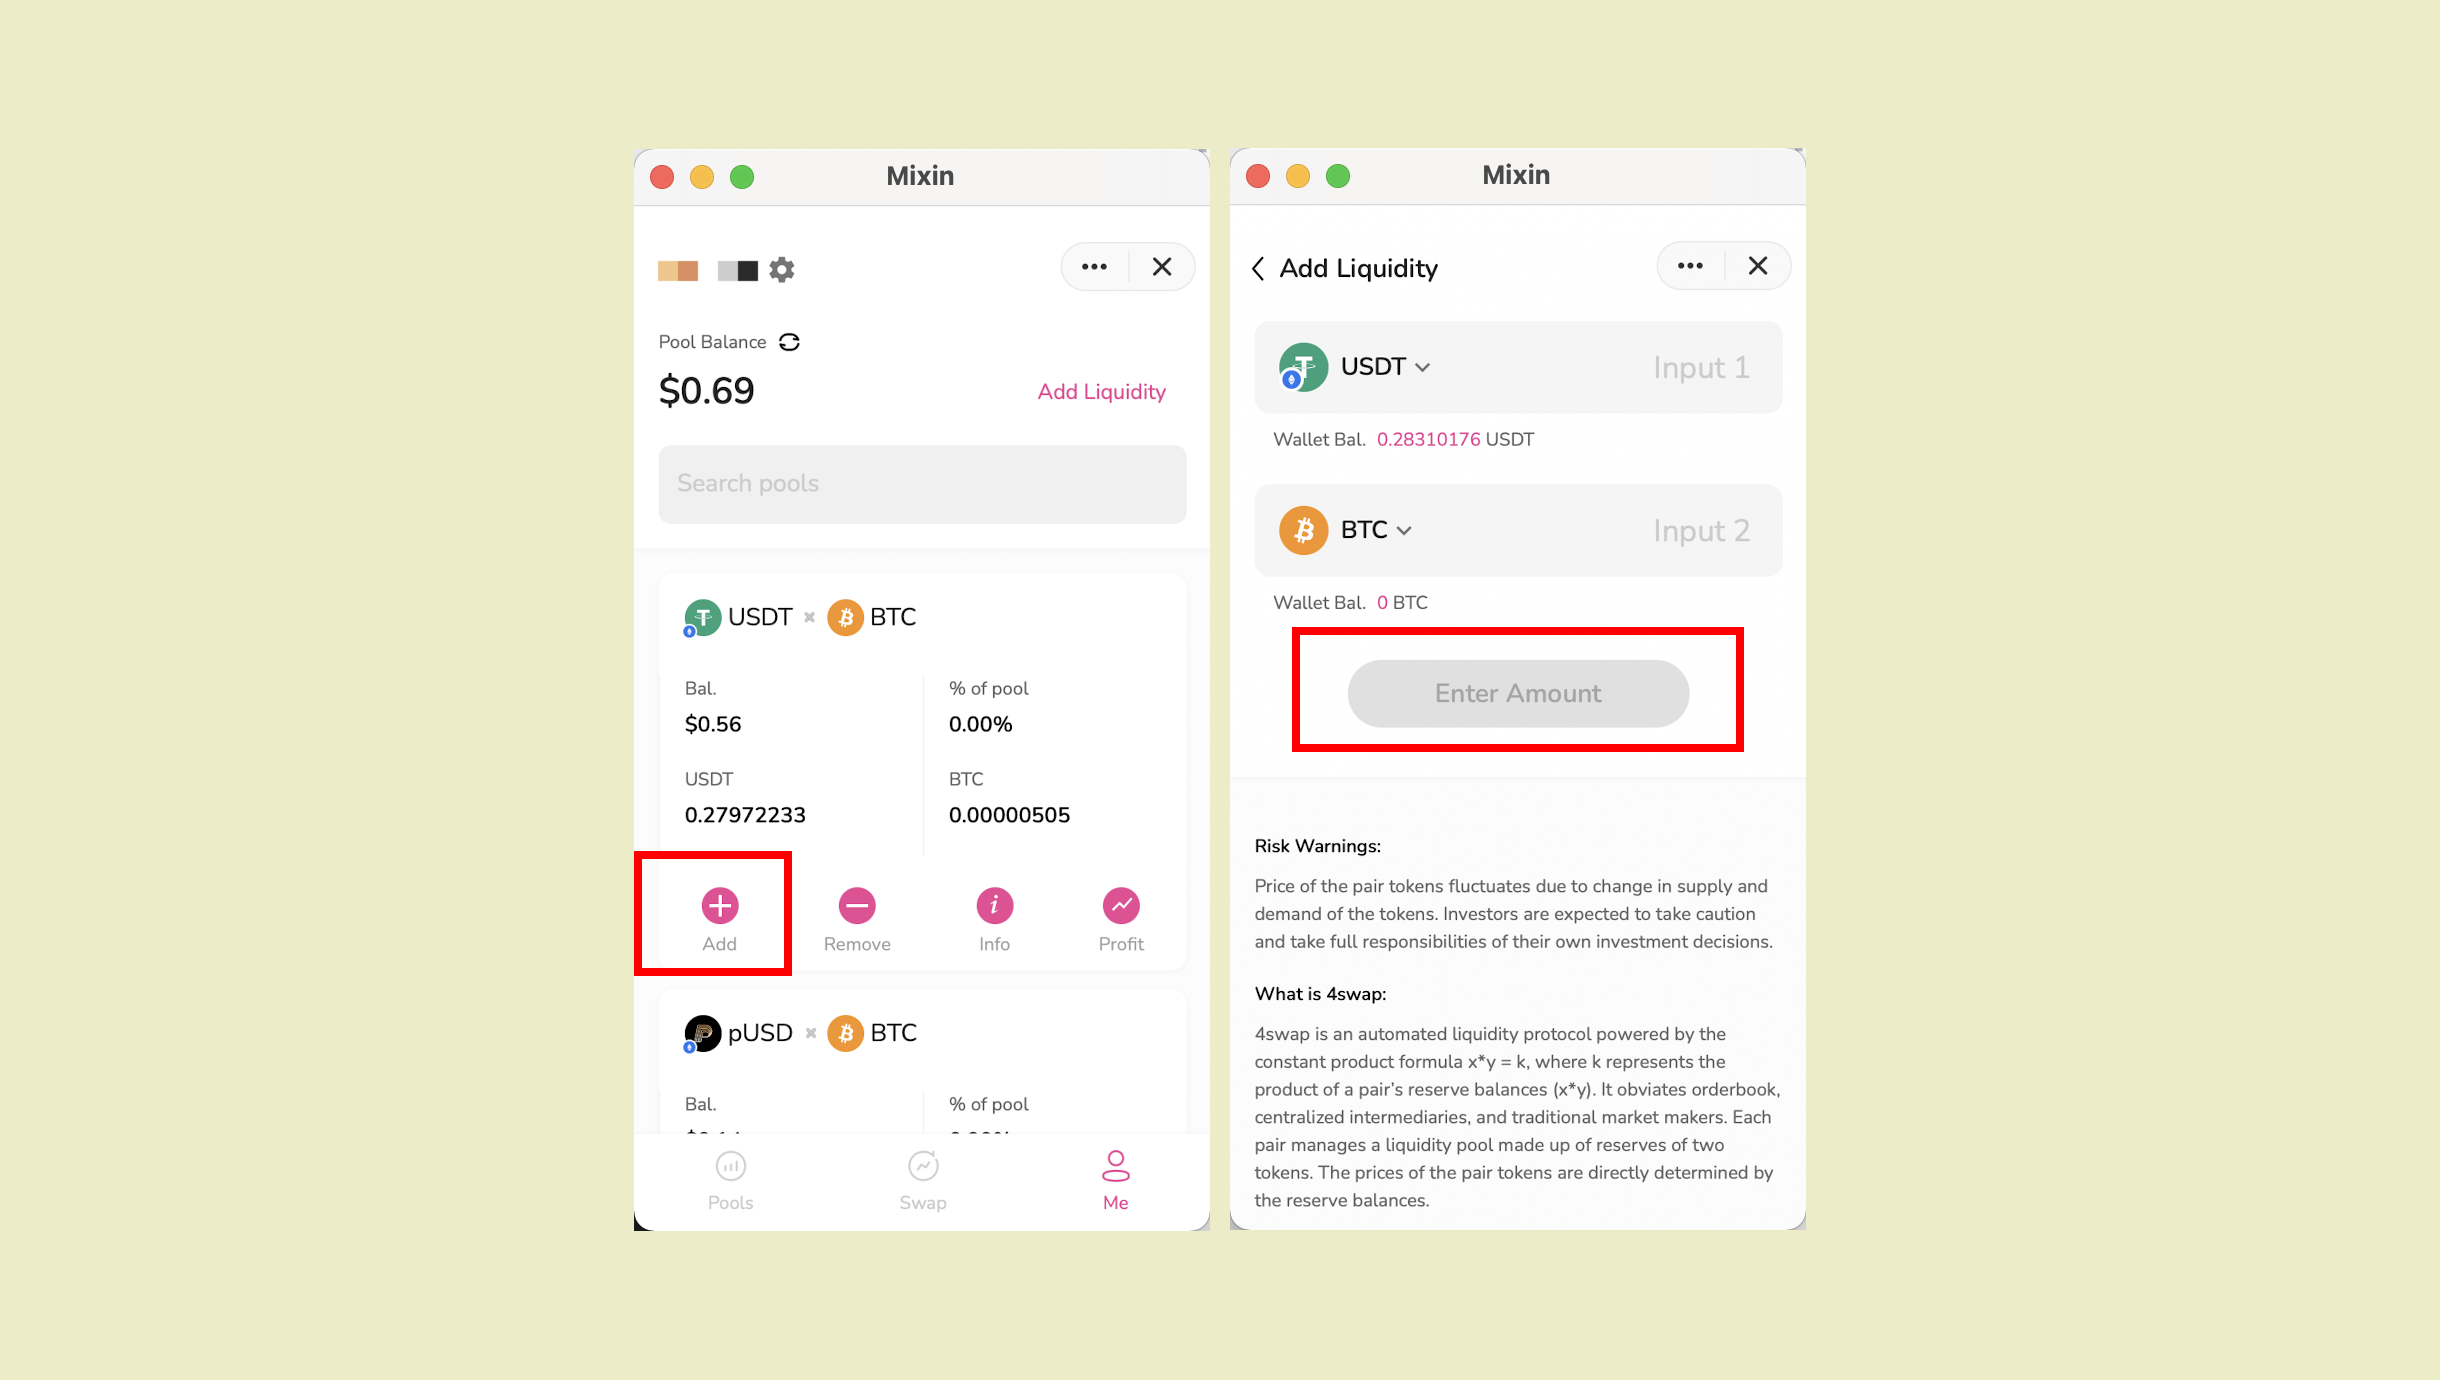 Mixin
Pool Balance
$0.69
Add Liquidity
Search pools
USDT × BTC
Bal.
% of pool
$0.56
0.00%
USDT
BTC
0.27972233
0.00000505
Add
Remove
Info
Profit
pUSD × BTC
Bal.
% of pool
Pools
Swap
Me
Mixin
Add Liquidity
USDT
Input 1
Wallet Bal. 0.28310176 USDT
BTC
Input 2
Wallet Bal. 0 BTC
Enter Amount
Risk Warnings:
Price of the pair tokens fluctuates due to change in supply and
demand of the tokens. Investors are expected to take caution
and take full responsibilities of their own investment decisions.
What is 4swap:
4swap is an automated liquidity protocol powered by the
constant product formula x*y = k, where k represents the
product of a pair's reserve balances (x*y). It obviates orderbook,
centralized intermediaries, and traditional market makers. Each
pair manages a liquidity pool made up of reserves of two
tokens. The prices of the pair tokens are directly determined by
the reserve balances.